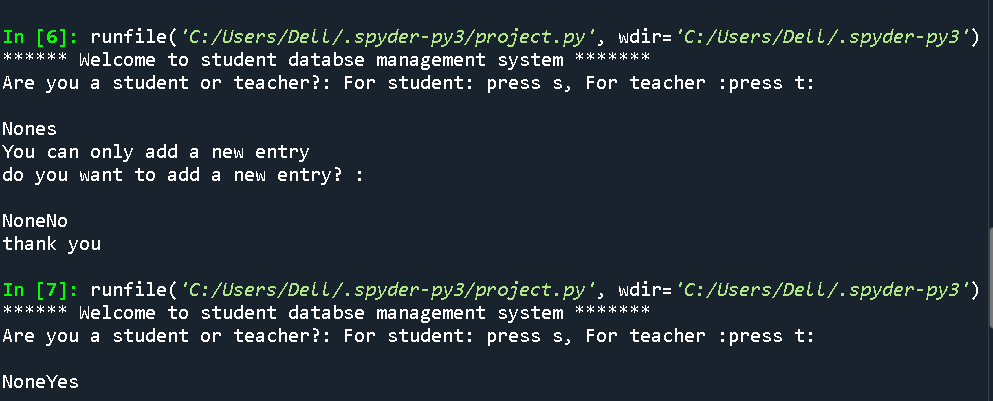 In [6]: runfile('C:/Users/Dell/.spyder-py3/project.py', wdir='C:/Users/Dell/.spyder-py3')
****** Welcome to student databse management system *******
Are you a student or teacher?: For student: press s, For teacher :press t:
Nones
You can only add a new entry
do you want to add a new entry? :
NoneNo
thank you
In [7]: runfile('C:/Users/Dell/.spyder-py3/project.py', wdir='C:/Users/Dell/.spyder-py3')
****** Welcome to student databse management system *******
Are you a student or teacher?: For student: press s, For teacher :press t:
NoneYes